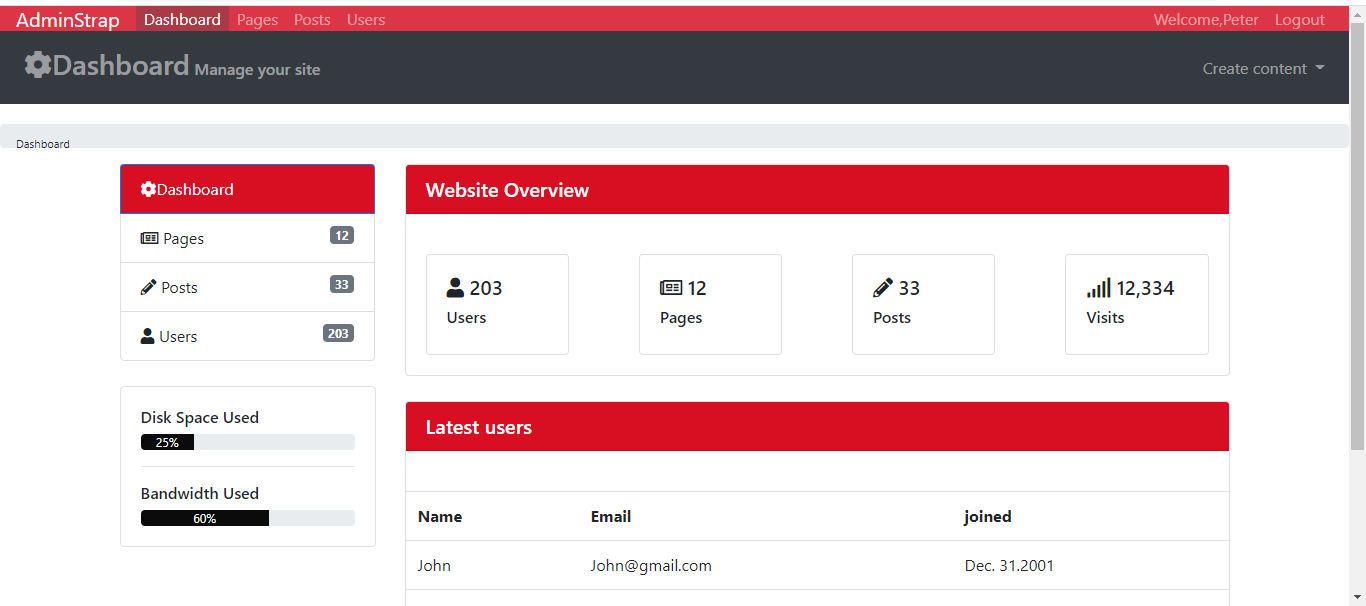 AdminStrap Dashboard Pages Posts Users Welcome,Peter Logout
Dashboard Manage your site Create content
Dashboard
Dashboard
Pages 12
Posts 33
Users 203
Disk Space Used
25%
Bandwidth Used
60%
Website Overview
203 12 33 12,334
Users Pages Posts Visits
Latest users
Name Email joined
John John@gmail.com Dec. 31.2001